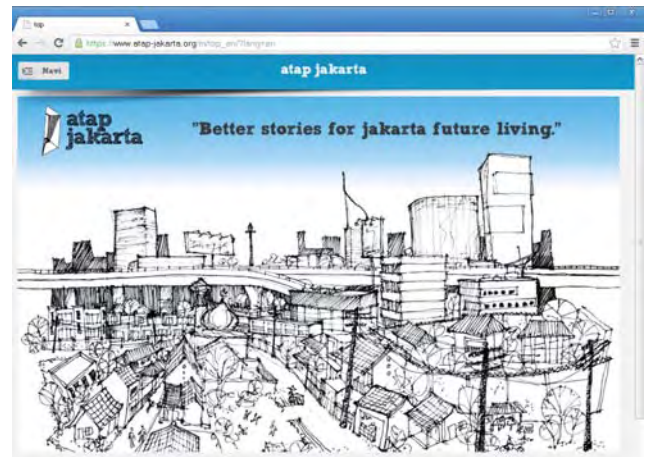 top
https://www.atap-jakarta.org
Navi
atap jakarta
atap
jakarta
"Better stories for jakarta future living."